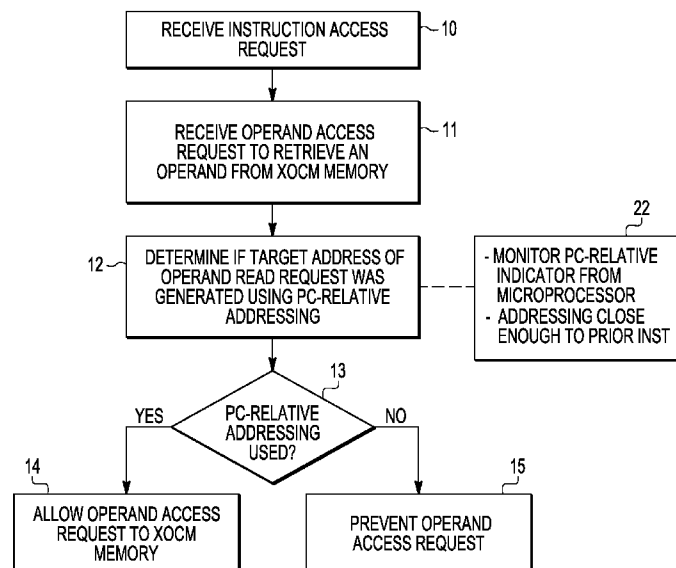 RECEIVE INSTRUCTION ACCESS
REQUEST
10
RECEIVE OPERAND ACCESS
REQUEST TO RETRIEVE AN
OPERAND FROM XOCM MEMORY
11
12
DETERMINE IF TARGET ADDRESS OF
OPERAND READ REQUEST WAS
GENERATED USING PC-RELATIVE
ADDRESSING
22
- MONITOR PC-RELATIVE
INDICATOR FROM
MICROPROCESSOR
- ADDRESSING CLOSE
ENOUGH TO PRIOR INST
13
PC-RELATIVE
ADDRESSING
USED?
YES
NO
14
ALLOW OPERAND ACCESS
REQUEST TO XOCM
MEMORY
15
PREVENT OPERAND
ACCESS REQUEST